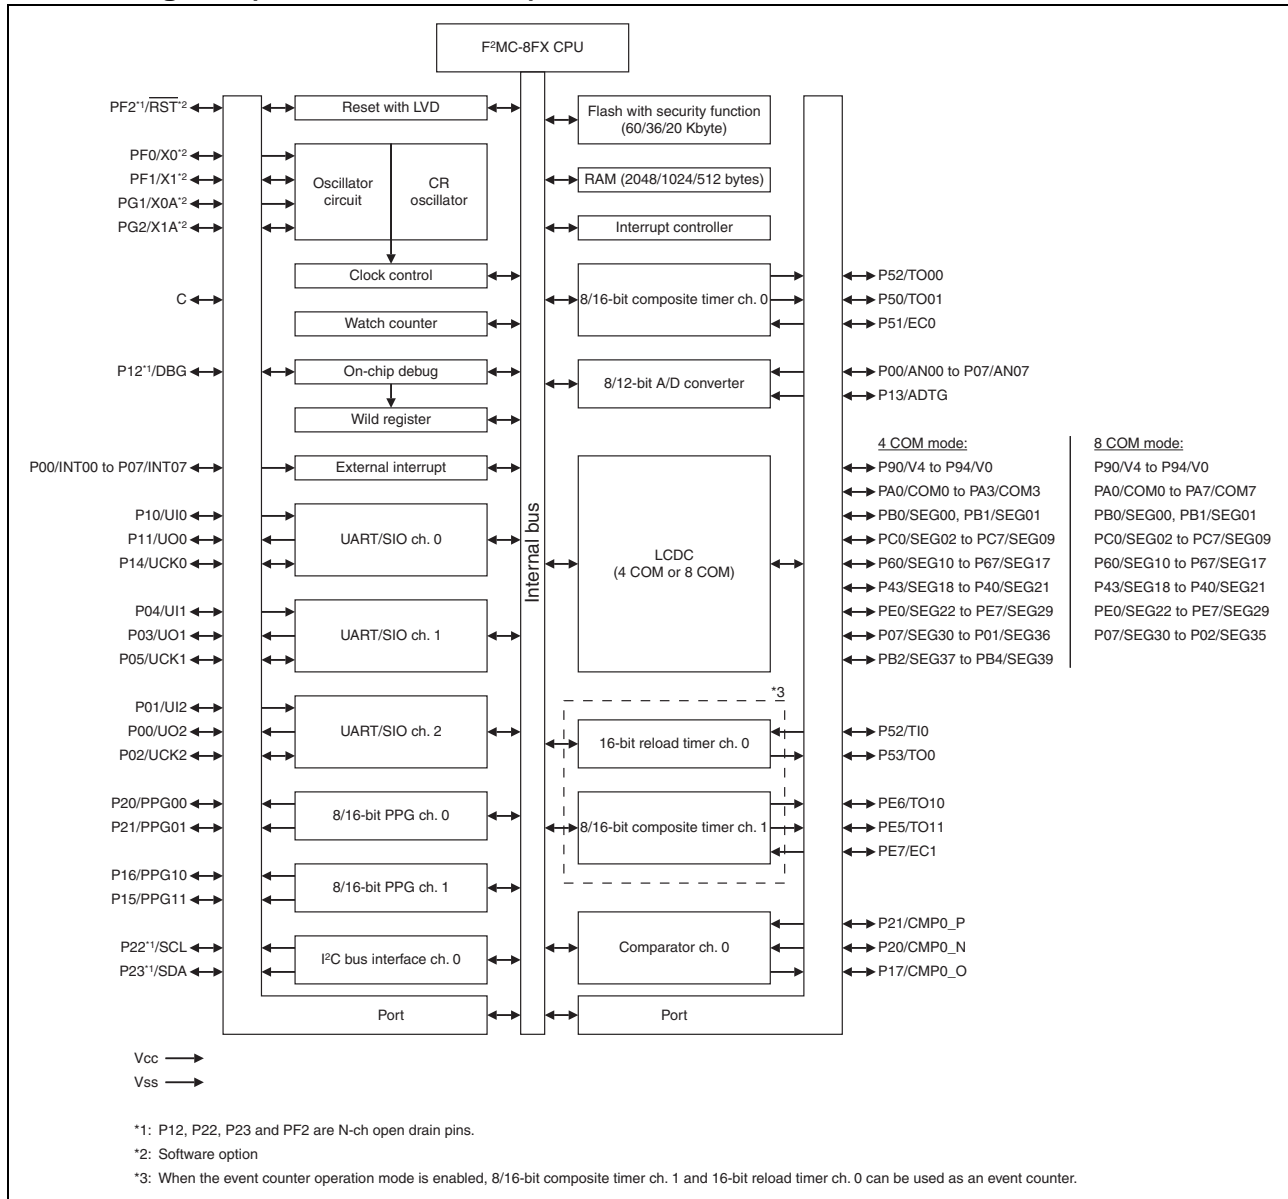 F²MC-8FX CPU
PF2*1/RST*2
Reset with LVD
Flash with security function
(60/36/20 Kbyte)
PF0/X0*2
PF1/X1*2
PG1/X0A*2
PG2/X1A*2
Oscillator
circuit
CR
oscillator
RAM (2048/1024/512 bytes)
Interrupt controller
Clock control
C
Watch counter
8/16-bit composite timer ch. 0
P52/TO00
P50/TO01
P51/EC0
P12*1/DBG
On-chip debug
Wild register
8/12-bit A/D converter
P00/AN00 to P07/AN07
P13/ADTG
P00/INT00 to P07/INT07
External interrupt
P10/UI0
P11/UO0
P14/UCK0
UART/SIO ch. 0
P04/UI1
P03/UO1
P05/UCK1
UART/SIO ch. 1
Internal bus
LCDC
(4 COM or 8 COM)
4 COM mode:
P90/V4 to P94/V0
PA0/COM0 to PA3/COM3
PB0/SEG00, PB1/SEG01
PC0/SEG02 to PC7/SEG09
P60/SEG10 to P67/SEG17
P43/SEG18 to P40/SEG21
PE0/SEG22 to PE7/SEG29
P07/SEG30 to P01/SEG36
PB2/SEG37 to PB4/SEG39
8 COM mode:
P90/V4 to P94/V0
PA0/COM0 to PA7/COM7
PB0/SEG00, PB1/SEG01
PC0/SEG02 to PC7/SEG09
P60/SEG10 to P67/SEG17
P43/SEG18 to P40/SEG21
PE0/SEG22 to PE7/SEG29
P07/SEG30 to P02/SEG35
P01/UI2
P00/UO2
P02/UCK2
UART/SIO ch. 2
*3
16-bit reload timer ch. 0
P52/TI0
P53/TO0
P20/PPG00
P21/PPG01
8/16-bit PPG ch. 0
8/16-bit composite timer ch. 1
PE6/TO10
PE5/TO11
PE7/EC1
P16/PPG10
P15/PPG11
8/16-bit PPG ch. 1
P22*1/SCL
P23*1/SDA
I²C bus interface ch. 0
Comparator ch. 0
P21/CMP0_P
P20/CMP0_N
P17/CMP0_O
Port
Port
Vcc
Vss
*1: P12, P22, P23 and PF2 are N-ch open drain pins.
*2: Software option
*3: When the event counter operation mode is enabled, 8/16-bit composite timer ch. 1 and 16-bit reload timer ch. 0 can be used as an event counter.